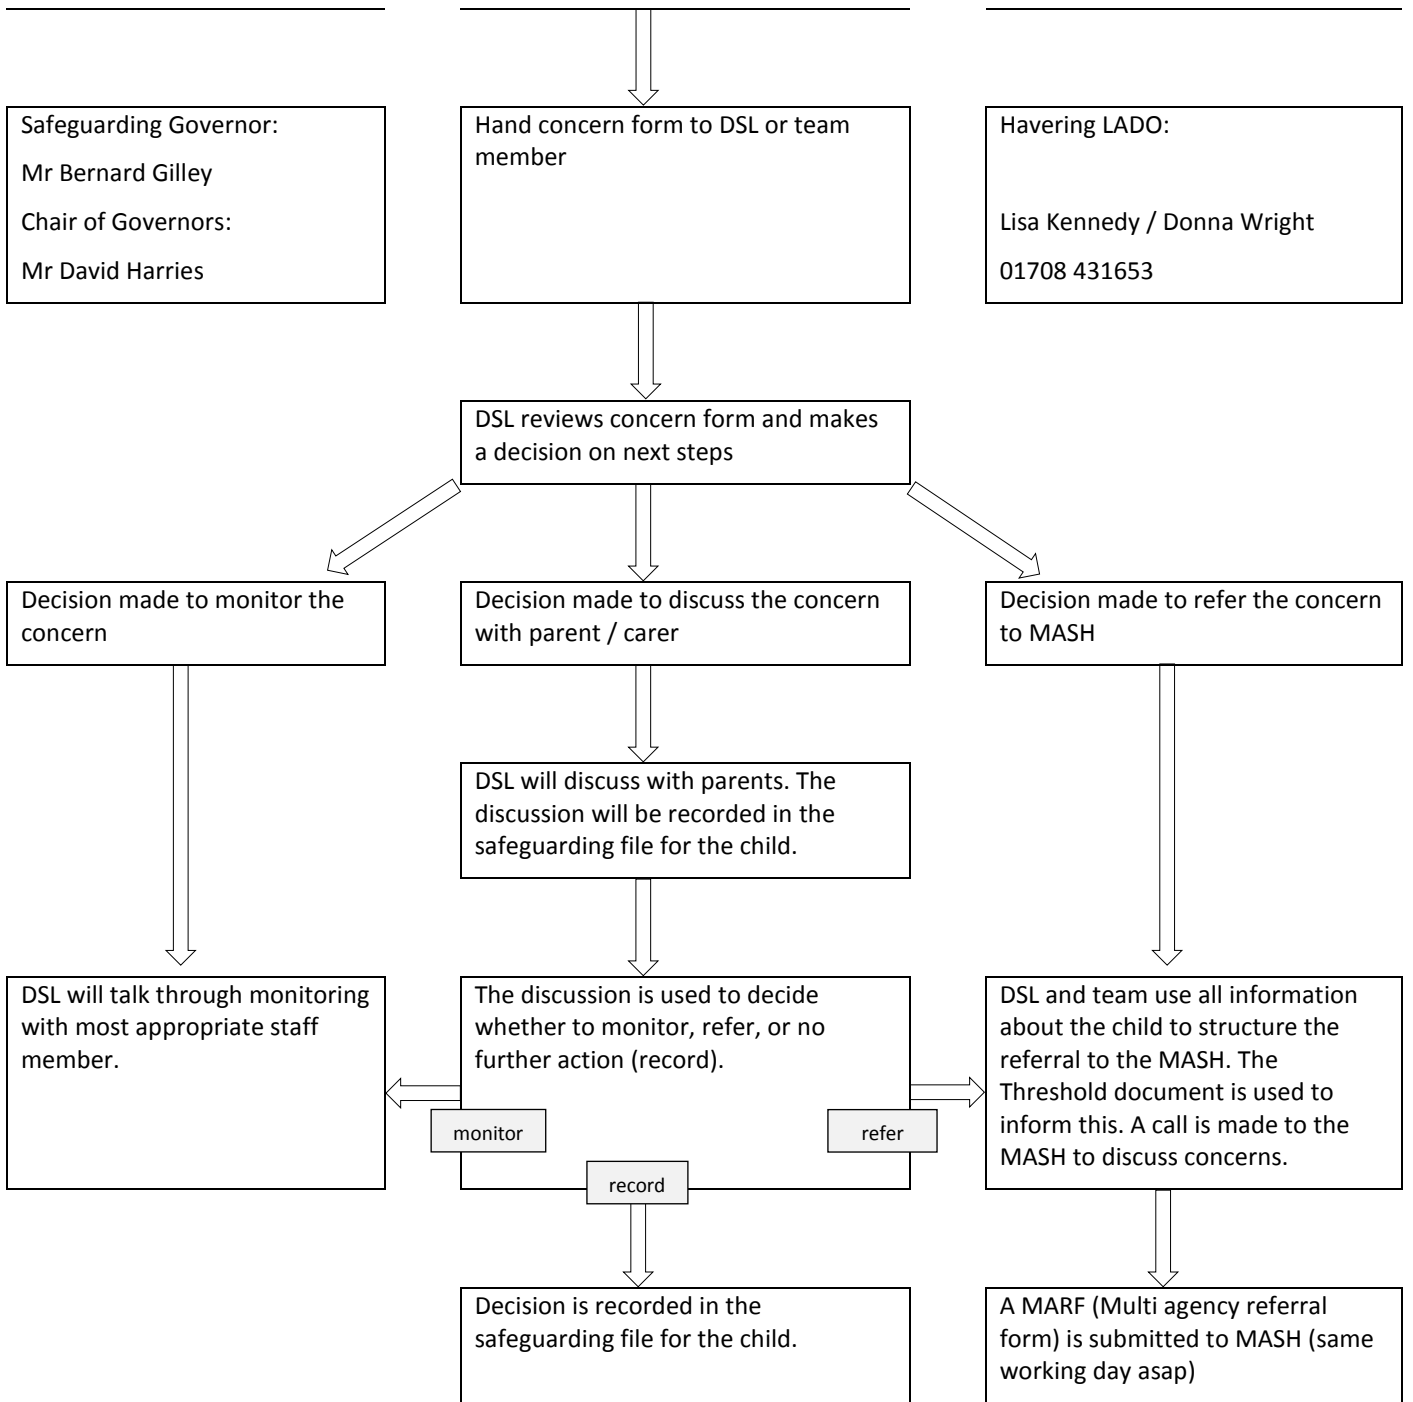 Safeguarding Governor:
Mr Bernard Gilley
Chair of Governors:
Mr David Harries
Hand concern form to DSL or team
member
Havering LADO:
Lisa Kennedy / Donna Wright
01708 431653
DSL reviews concern form and makes
a decision on next steps
Decision made to monitor the
concern
Decision made to discuss the concern
with parent / carer
Decision made to refer the concern
to MASH
DSL will discuss with parents. The
discussion will be recorded in the
safeguarding file for the child.
DSL will talk through monitoring
with most appropriate staff
member.
The discussion is used to decide
whether to monitor, refer, or no
further action (record).
monitor
refer
record
DSL and team use all information
about the child to structure the
referral to the MASH. The
Threshold document is used to
inform this. A call is made to the
MASH to discuss concerns.
Decision is recorded in the
safeguarding file for the child.
A MARF (Multi agency referral
form) is submitted to MASH (same
working day asap)